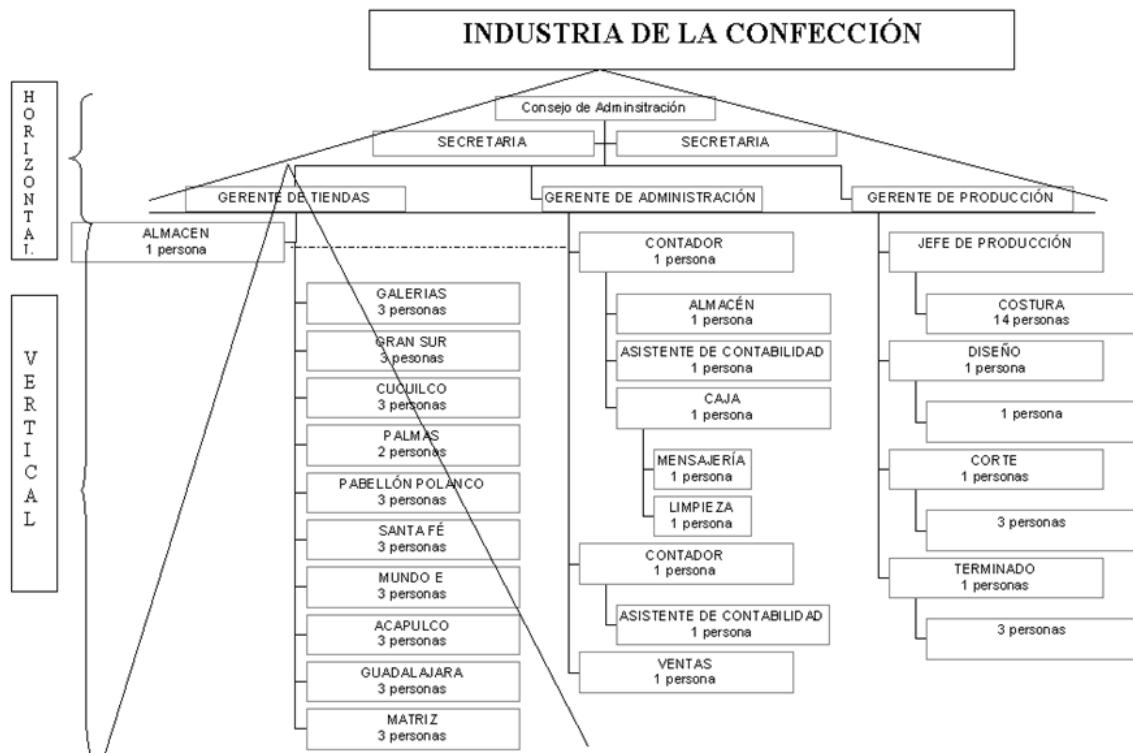 INDUSTRIA DE LA CONFECCIÓN
HORIZONTAL
Consejo de Adminsitración
SECRETARIA
SECRETARIA
GERENTE DE TIENDAS
GERENTE DE ADMINISTRACIÓN
GERENTE DE PRODUCCIÓN
VERTICAL
ALMACEN
1 persona
GALERIAS
3 personas
GRAN SUR
3 pesonas
CUCUILCO
3 personas
PALMAS
2 personas
PABELLÓN POLANCO
3 personas
SANTA FÉ
3 personas
MUNDO E
3 personas
ACAPULCO
3 personas
GUADALAJARA
3 personas
MATRIZ
3 personas
CONTADOR
1 persona
ALMACÉN
1 persona
ASISTENTE DE CONTABILIDAD
1 persona
CAJA
1 persona
MENSAJERÍA
1 persona
LIMPIEZA
1 persona
CONTADOR
1 persona
ASISTENTE DE CONTABILIDAD
1 persona
VENTAS
1 persona
JEFE DE PRODUCCIÓN
COSTURA
14 personas
DISEÑO
1 persona
1 persona
CORTE
1 personas
3 personas
TERMINADO
1 personas
3 personas